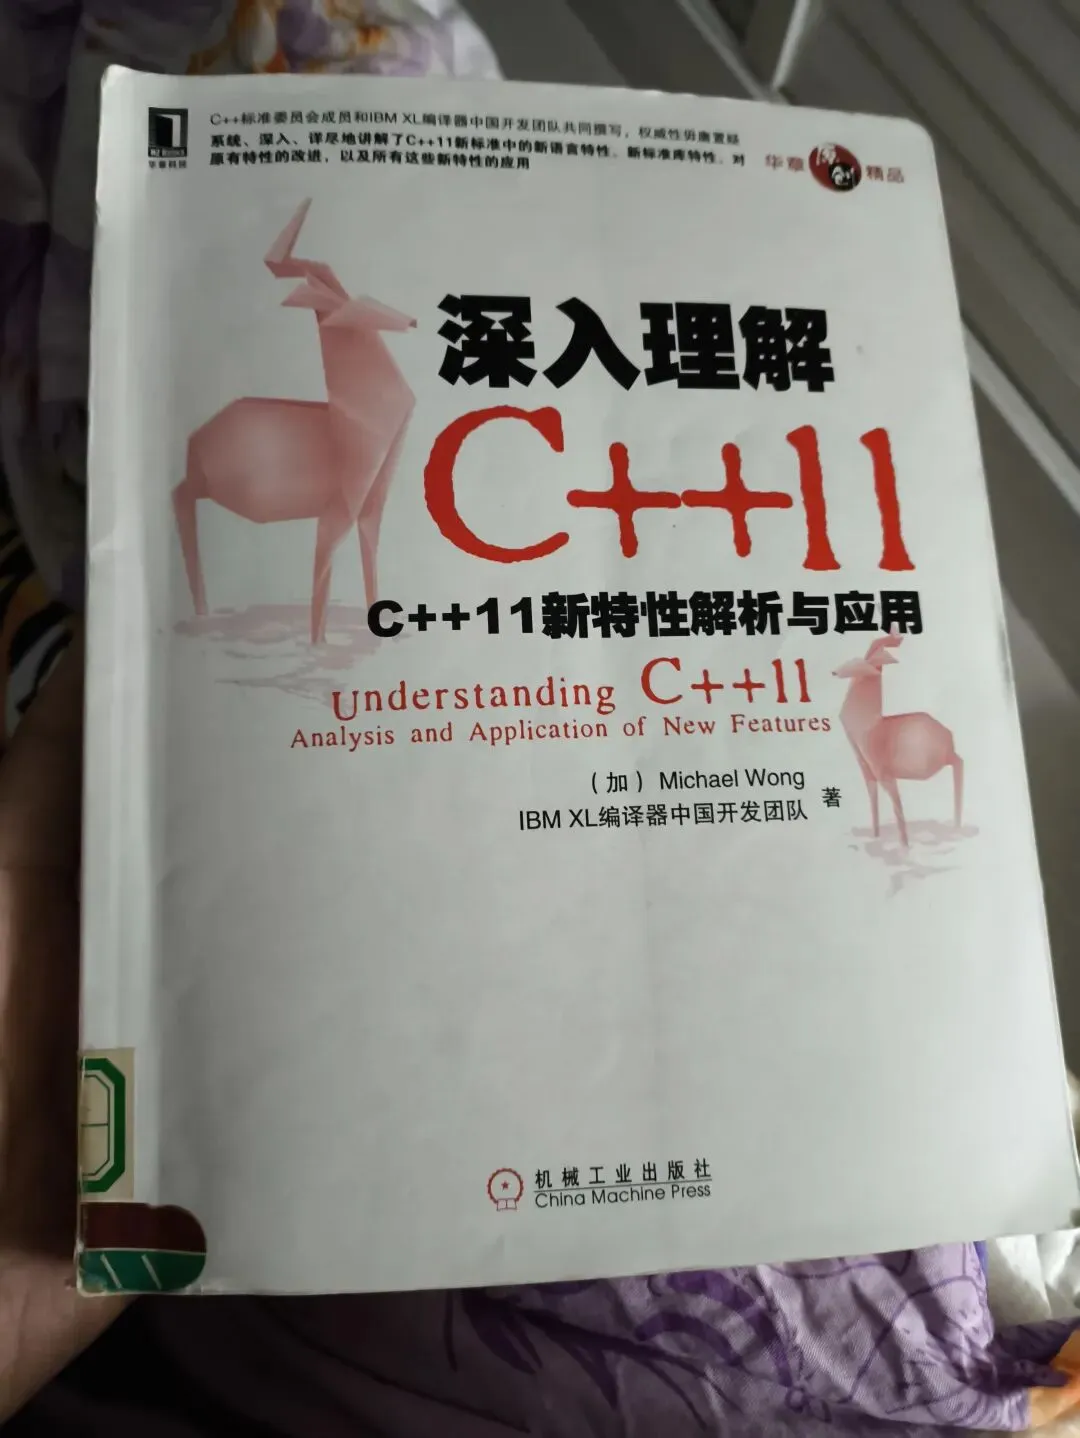 C++标准委员会成员和IBM XL编译器中国开发团队共同撰写，权威性毋庸置疑
系统、深入、详尽地讲解了C++11新标准中的新语言特性、新标准库特性、对
原有特性的改进，以及所有这些新特性的应用
华章科技
华章 原创 精品
深入理解
C++11
C++11新特性解析与应用
Understanding C++11
Analysis and Application of New Features
（加） Michael Wong
IBM XL编译器中国开发团队 著
机械工业出版社
China Machine Press